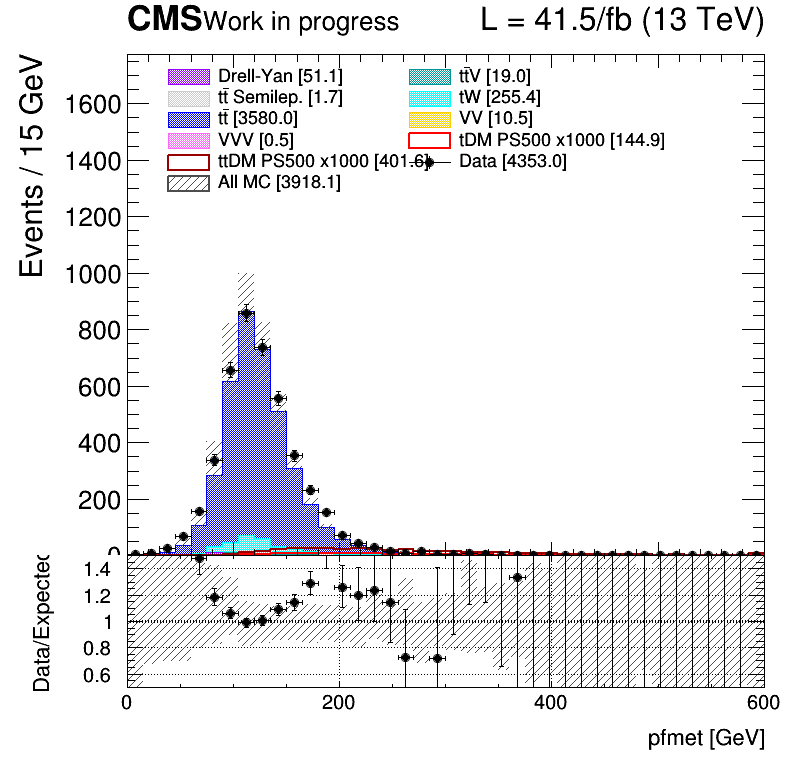 CMS Work in progress L = 41.5/fb (13 TeV)
Events / 15 GeV
Drell-Yan [51.1] tt̄V [19.0]
tt̄ Semilep. [1.7] tW [255.4]
tt̄ [3580.0] VV [10.5]
VVV [0.5] tDM PS500 x1000 [144.9]
ttDM PS500 x1000 [401.6] Data [4353.0]
All MC [3918.1]
1600
1400
1200
1000
800
600
400
200
0
Data/Expected
1.4
1.2
1
0.8
0.6
0 200 400 600
pfmet [GeV]